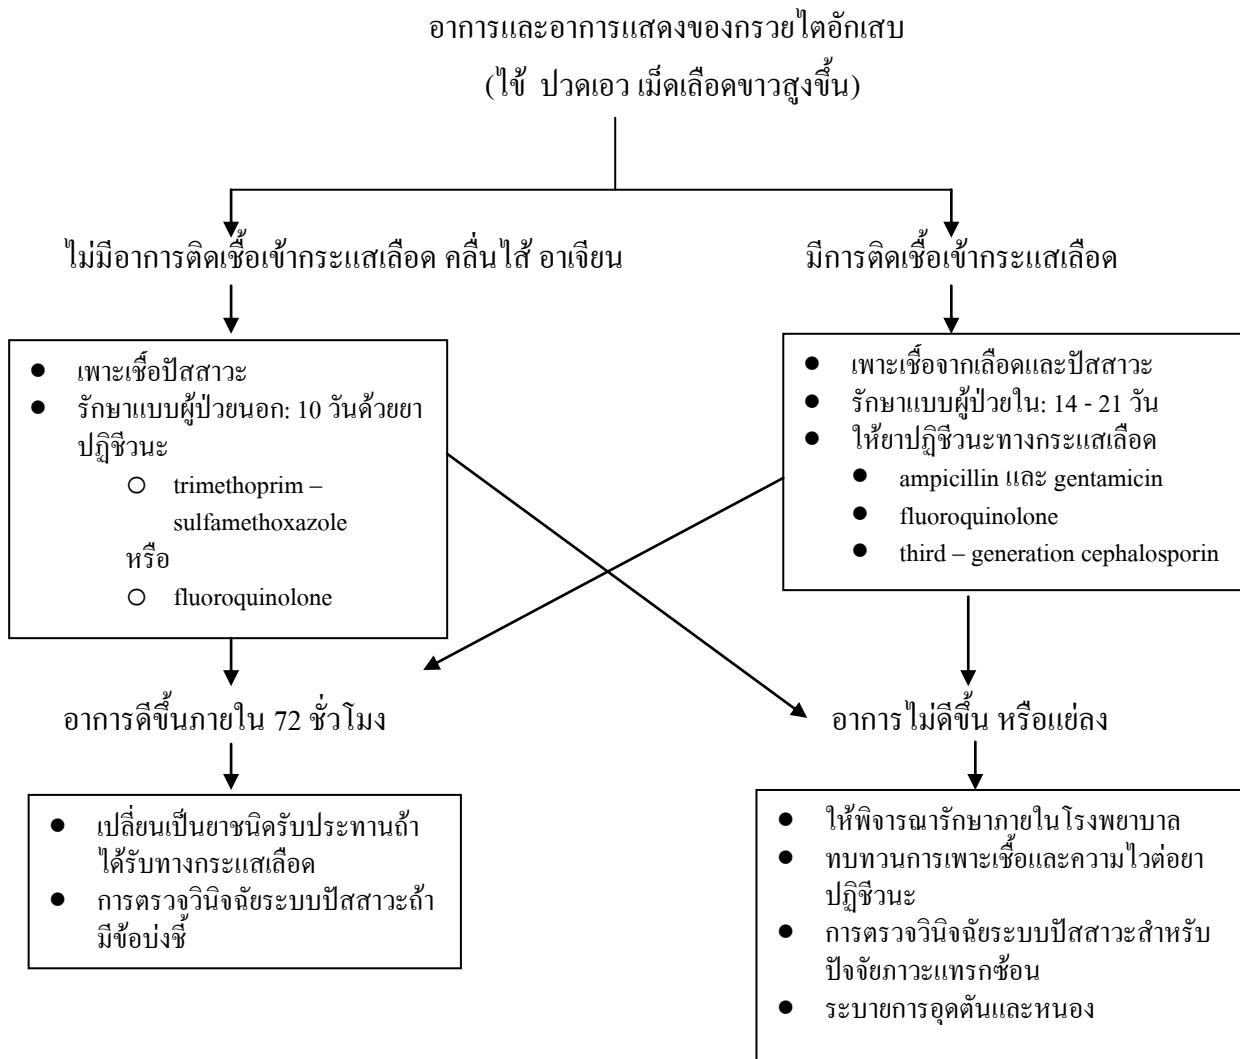 อาการและอาการแสดงของกรวยไตอักเสบ
(ไข้ ปวดเอว เม็ดเลือดขาวสูงขึ้น)
ไม่มีอาการติดเชื้อเข้ากระแสเลือด คลื่นไส้ อาเจียน
มีการติดเชื้อเข้ากระแสเลือด
● เพาะเชื้อปัสสาวะ
● รักษาแบบผู้ป่วยนอก: 10 วันด้วยยา
ปฏิชีวนะ
○ trimethoprim –
sulfamethoxazole
หรือ
○ fluoroquinolone
● เพาะเชื้อจากเลือดและปัสสาวะ
● รักษาแบบผู้ป่วยใน: 14 - 21 วัน
● ให้ยาปฏิชีวนะทางกระแสเลือด
● ampicillin และ gentamicin
● fluoroquinolone
● third – generation cephalosporin
อาการดีขึ้นภายใน 72 ชั่วโมง
อาการไม่ดีขึ้น หรือแย่ลง
● เปลี่ยนเป็นยาชนิดรับประทานถ้า
ได้รับทางกระแสเลือด
● การตรวจวินิจฉัยระบบปัสสาวะถ้า
มีข้อบ่งชี้
● ให้พิจารณารักษาภายในโรงพยาบาล
● ทบทวนการเพาะเชื้อและความไวต่อยา
ปฏิชีวนะ
● การตรวจวินิจฉัยระบบปัสสาวะสำหรับ
ปัจจัยภาวะแทรกซ้อน
● ระบายการอุดตันและหนอง